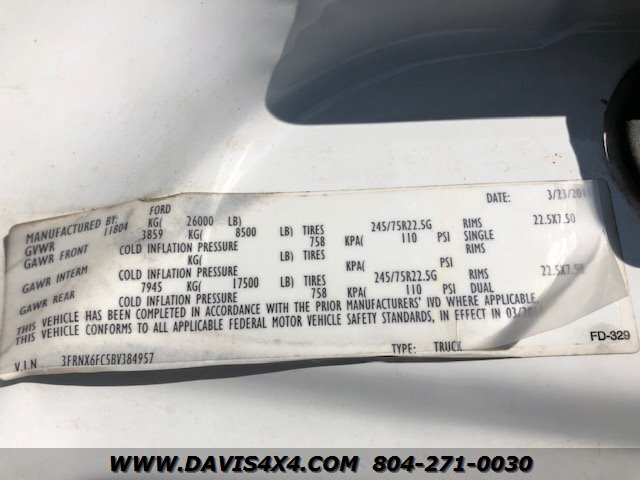 MANUFACTURED BY: FORD DATE: 3/23/201
GVWR 11804 KG( 26000 LB)
GAWR FRONT 3859 KG( 8500 LB) TIRES 245/75R22.5G RIMS 22.5X7.50
COLD INFLATION PRESSURE 758 KPA( 110 PSI SINGLE
GAWR INTERM KG( LB) TIRES RIMS
COLD INFLATION PRESSURE KPA( PSI
GAWR REAR 7945 KG( 17500 LB) TIRES 245/75R22.5G RIMS 22.5X7.50
COLD INFLATION PRESSURE 758 KPA( 110 PSI DUAL
THIS VEHICLE HAS BEEN COMPLETED IN ACCORDANCE WITH THE PRIOR MANUFACTURERS' IVD WHERE APPLICABLE.
THIS VEHICLE CONFORMS TO ALL APPLICABLE FEDERAL MOTOR VEHICLE SAFETY STANDARDS, IN EFFECT IN 03/201
FD-329
V.I.N 3FRNX6FC5BV384957 TYPE: TRUCK
WWW.DAVIS4X4.COM 804-271-0030